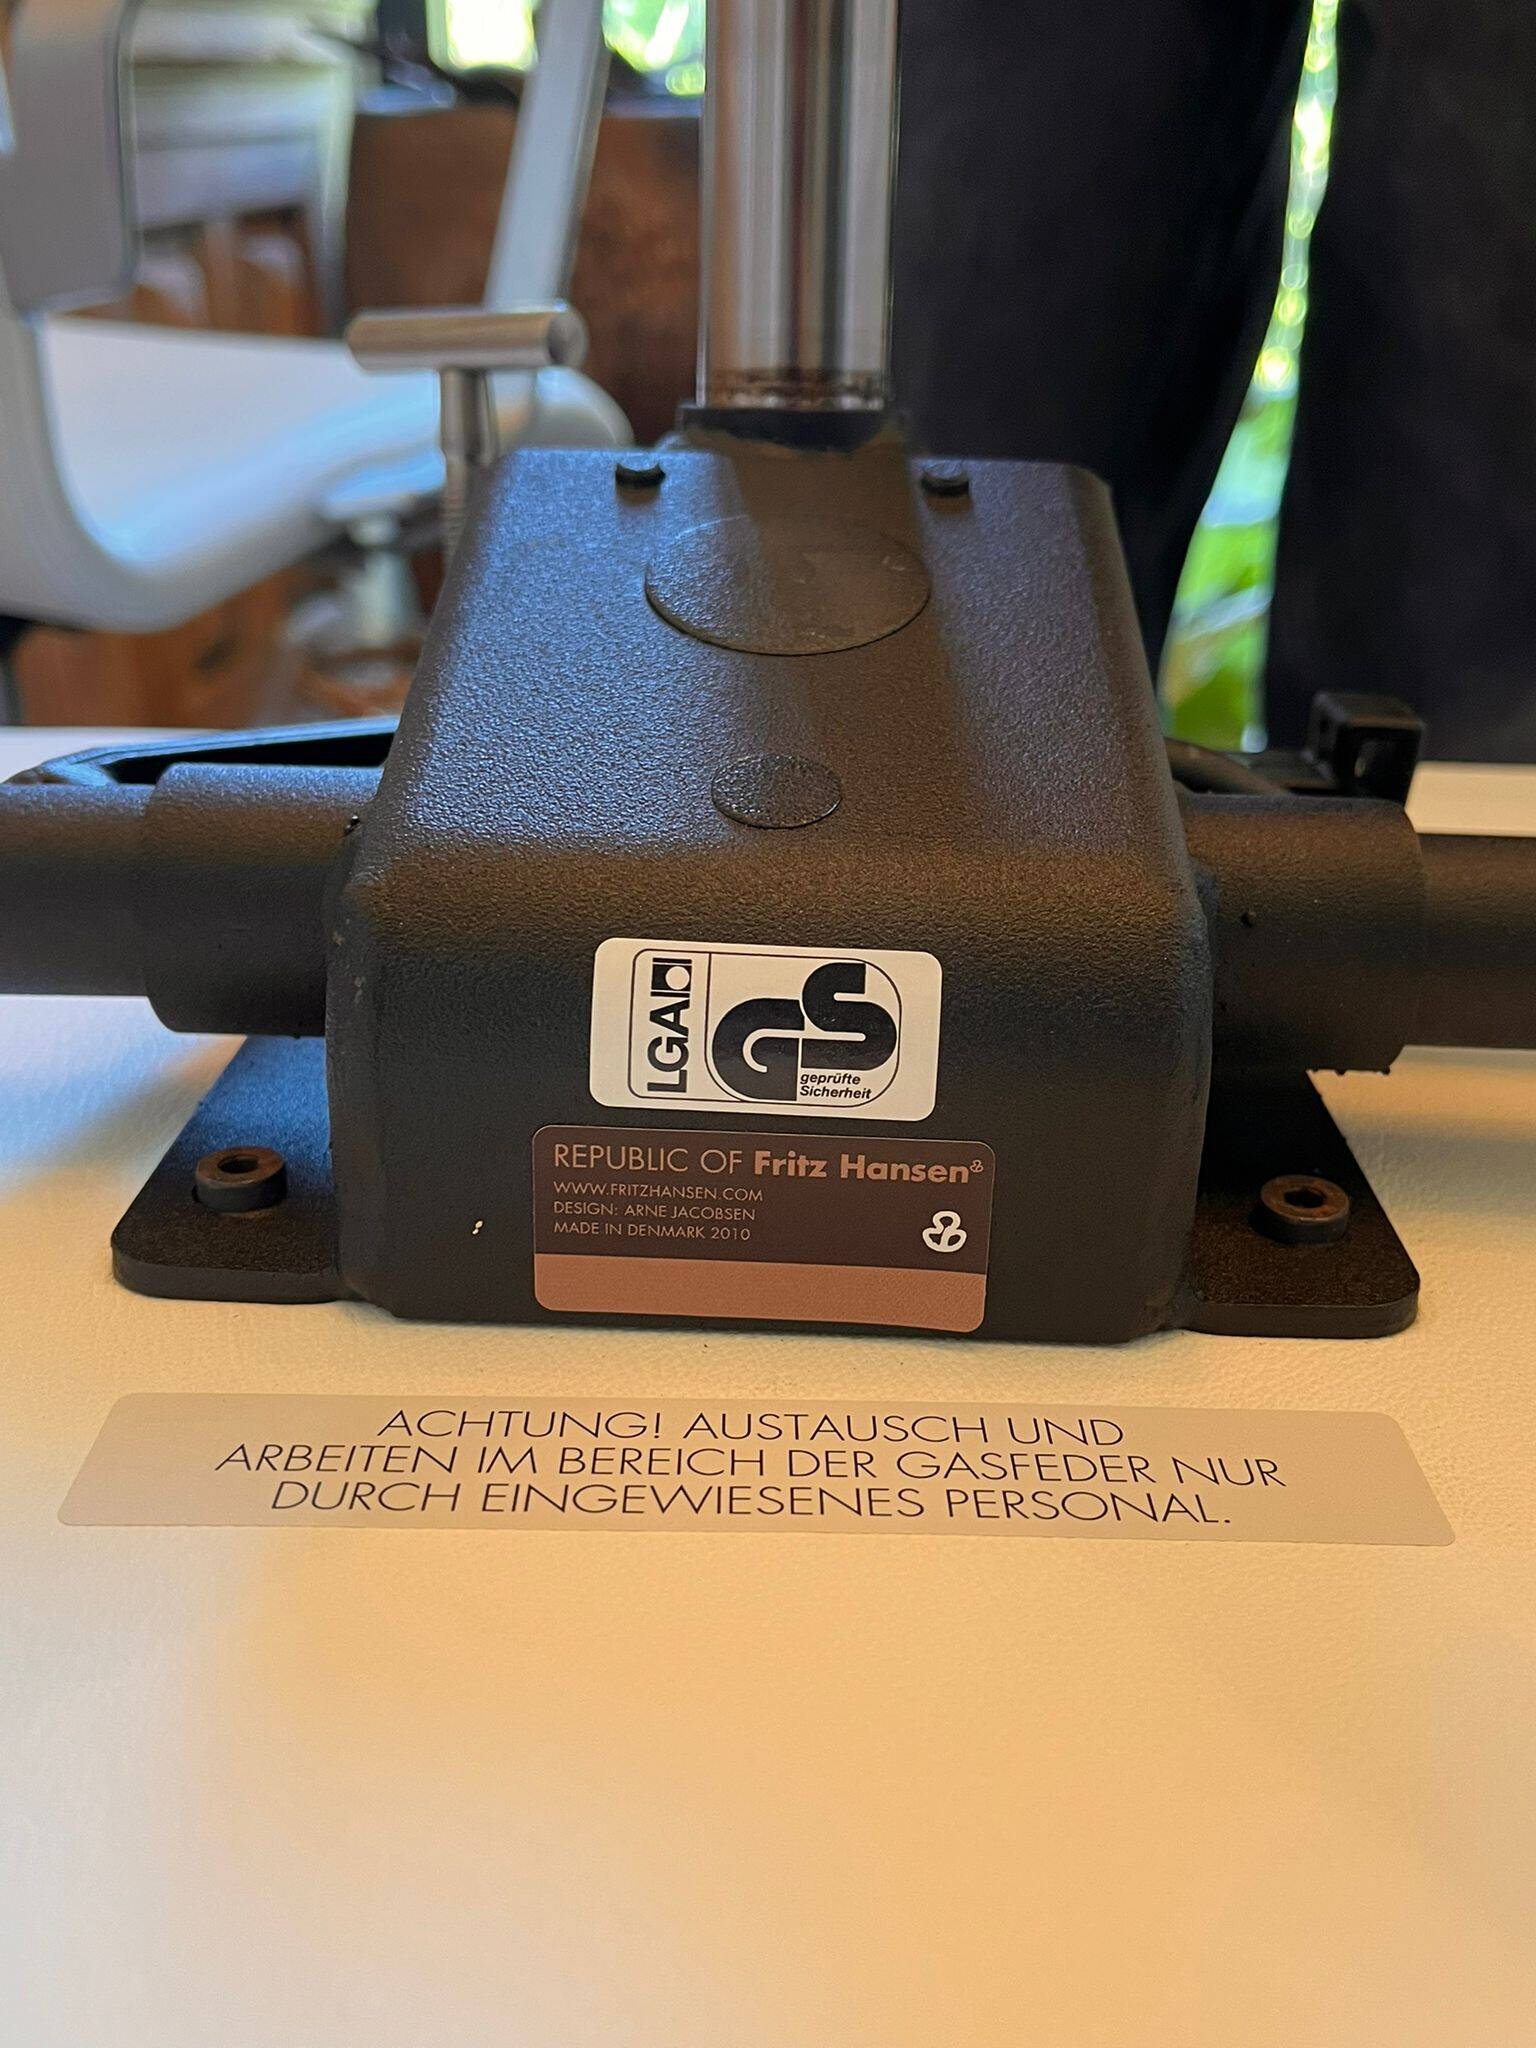 LGA
GS
geprüfte
Sicherheit
REPUBLIC OF Fritz Hansen®
WWW.FRITZHANSEN.COM
DESIGN: ARNE JACOBSEN
MADE IN DENMARK 2010
ACHTUNG! AUSTAUSCH UND
ARBEITEN IM BEREICH DER GASFEDER NUR
DURCH EINGEWIESENES PERSONAL.